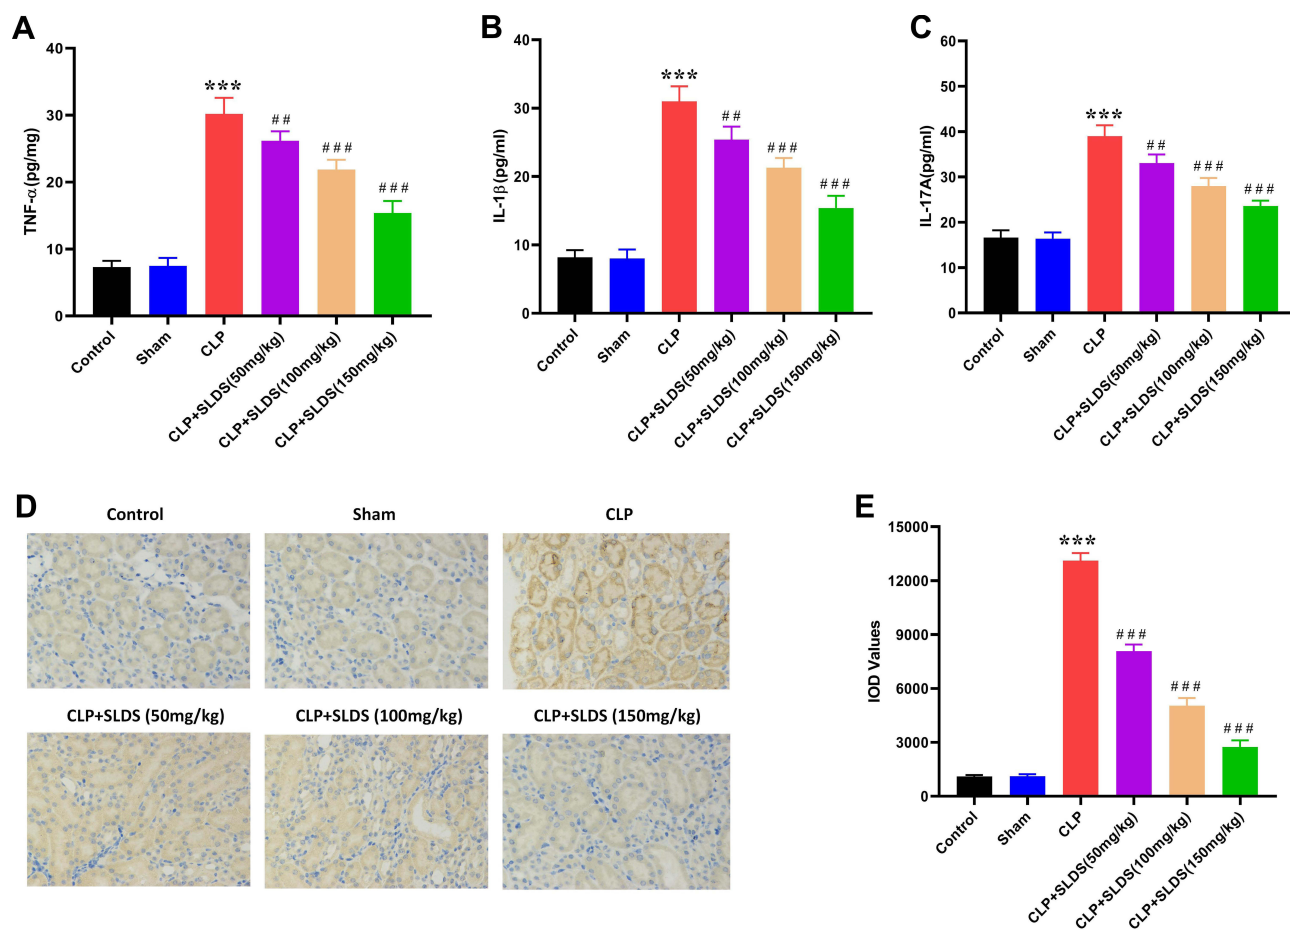 A
TNF-α(pg/mg)
40
30
20
10
0
***
##
###
###
Control
Sham
CLP
CLP+SLDS(50mg/kg)
CLP+SLDS(100mg/kg)
CLP+SLDS(150mg/kg)
B
IL-1β(pg/ml)
40
30
20
10
0
***
##
###
###
Control
Sham
CLP
CLP+SLDS(50mg/kg)
CLP+SLDS(100mg/kg)
CLP+SLDS(150mg/kg)
C
IL-17A(pg/ml)
60
50
40
30
20
10
0
***
##
###
###
Control
Sham
CLP
CLP+SLDS(50mg/kg)
CLP+SLDS(100mg/kg)
CLP+SLDS(150mg/kg)
D
Control
Sham
CLP
CLP+SLDS (50mg/kg)
CLP+SLDS (100mg/kg)
CLP+SLDS (150mg/kg)
E
IOD Values
15000
12000
9000
6000
3000
0
***
###
###
###
Control
Sham
CLP
CLP+SLDS(50mg/kg)
CLP+SLDS(100mg/kg)
CLP+SLDS(150mg/kg)